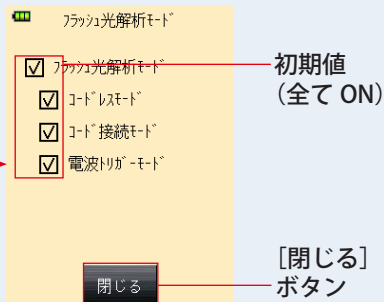 ﾌﾗｯｼｭ光解析ﾓｰﾄﾞ
ﾌﾗｯｼｭ光解析ﾓｰﾄﾞ
ｺｰﾄﾞﾚｽﾓｰﾄﾞ
ｺｰﾄﾞ接続ﾓｰﾄﾞ
電波ﾄﾘｶﾞｰﾓｰﾄﾞ
閉じる
初期値
（全て ON）
［閉じる］
ボタン